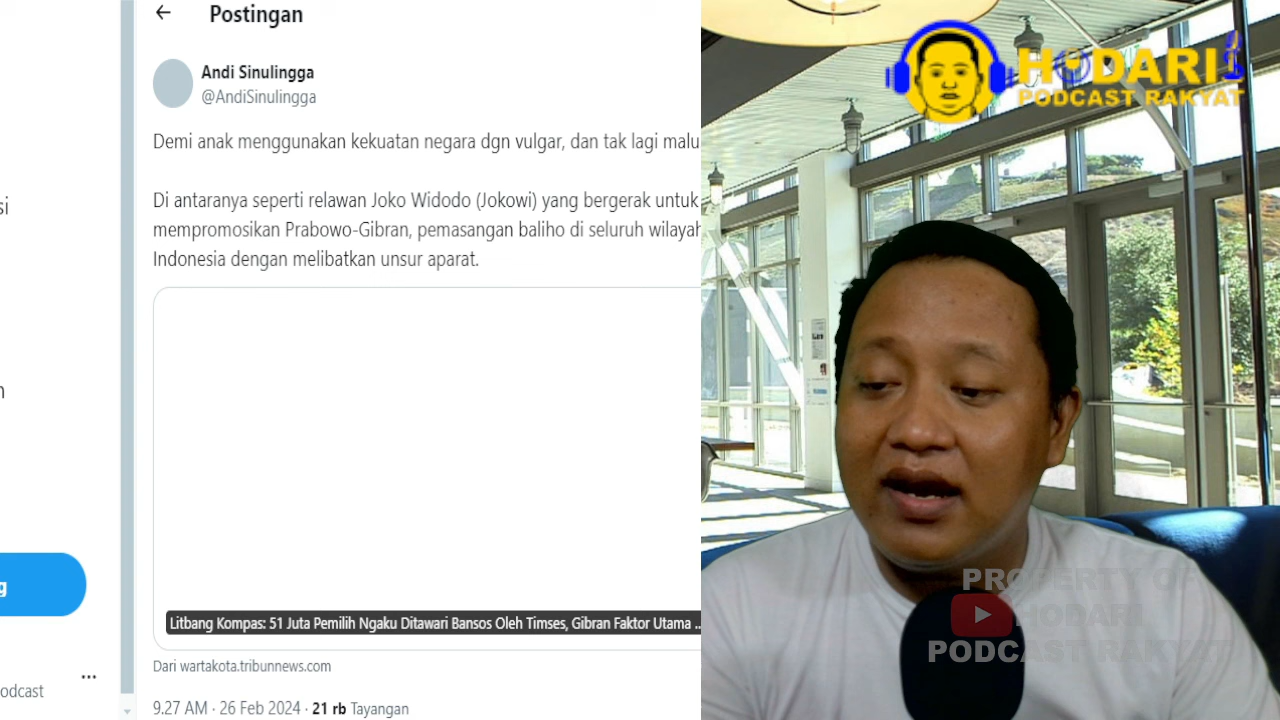 Postingan
Andi Sinulingga
@AndiSinulingga
Demi anak menggunakan kekuatan negara dgn vulgar, dan tak lagi malu
Di antaranya seperti relawan Joko Widodo (Jokowi) yang bergerak untuk
mempromosikan Prabowo-Gibran, pemasangan baliho di seluruh wilayah
Indonesia dengan melibatkan unsur aparat.
Litbang Kompas: 51 Juta Pemilih Ngaku Ditawari Bansos Oleh Timses, Gibran Faktor Utama ...
Dari wartakota.tribunnews.com
9.27 AM · 26 Feb 2024 · 21 rb Tayangan
si
n
g
...
odcast
HODARI
PODCAST RAKYAT
PROPERTY OF
HODARI
PODCAST RAKYAT